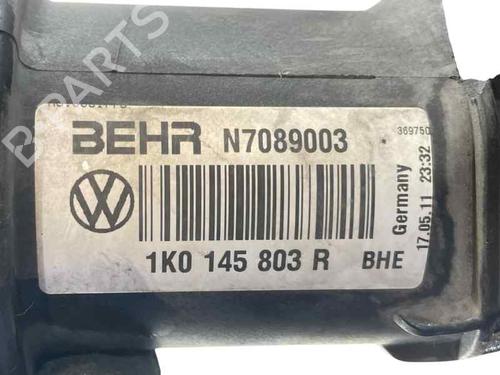 B-PARTS
BEHR N7089003
369750
Germany
17.05.11 23:32
1K0 145 803 R BHE